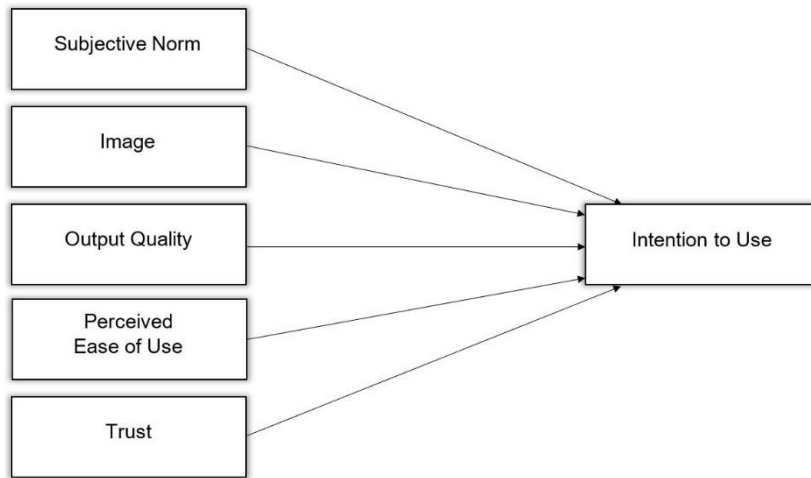 Subjective Norm
Image
Output Quality
Intention to Use
Perceived
Ease of Use
Trust